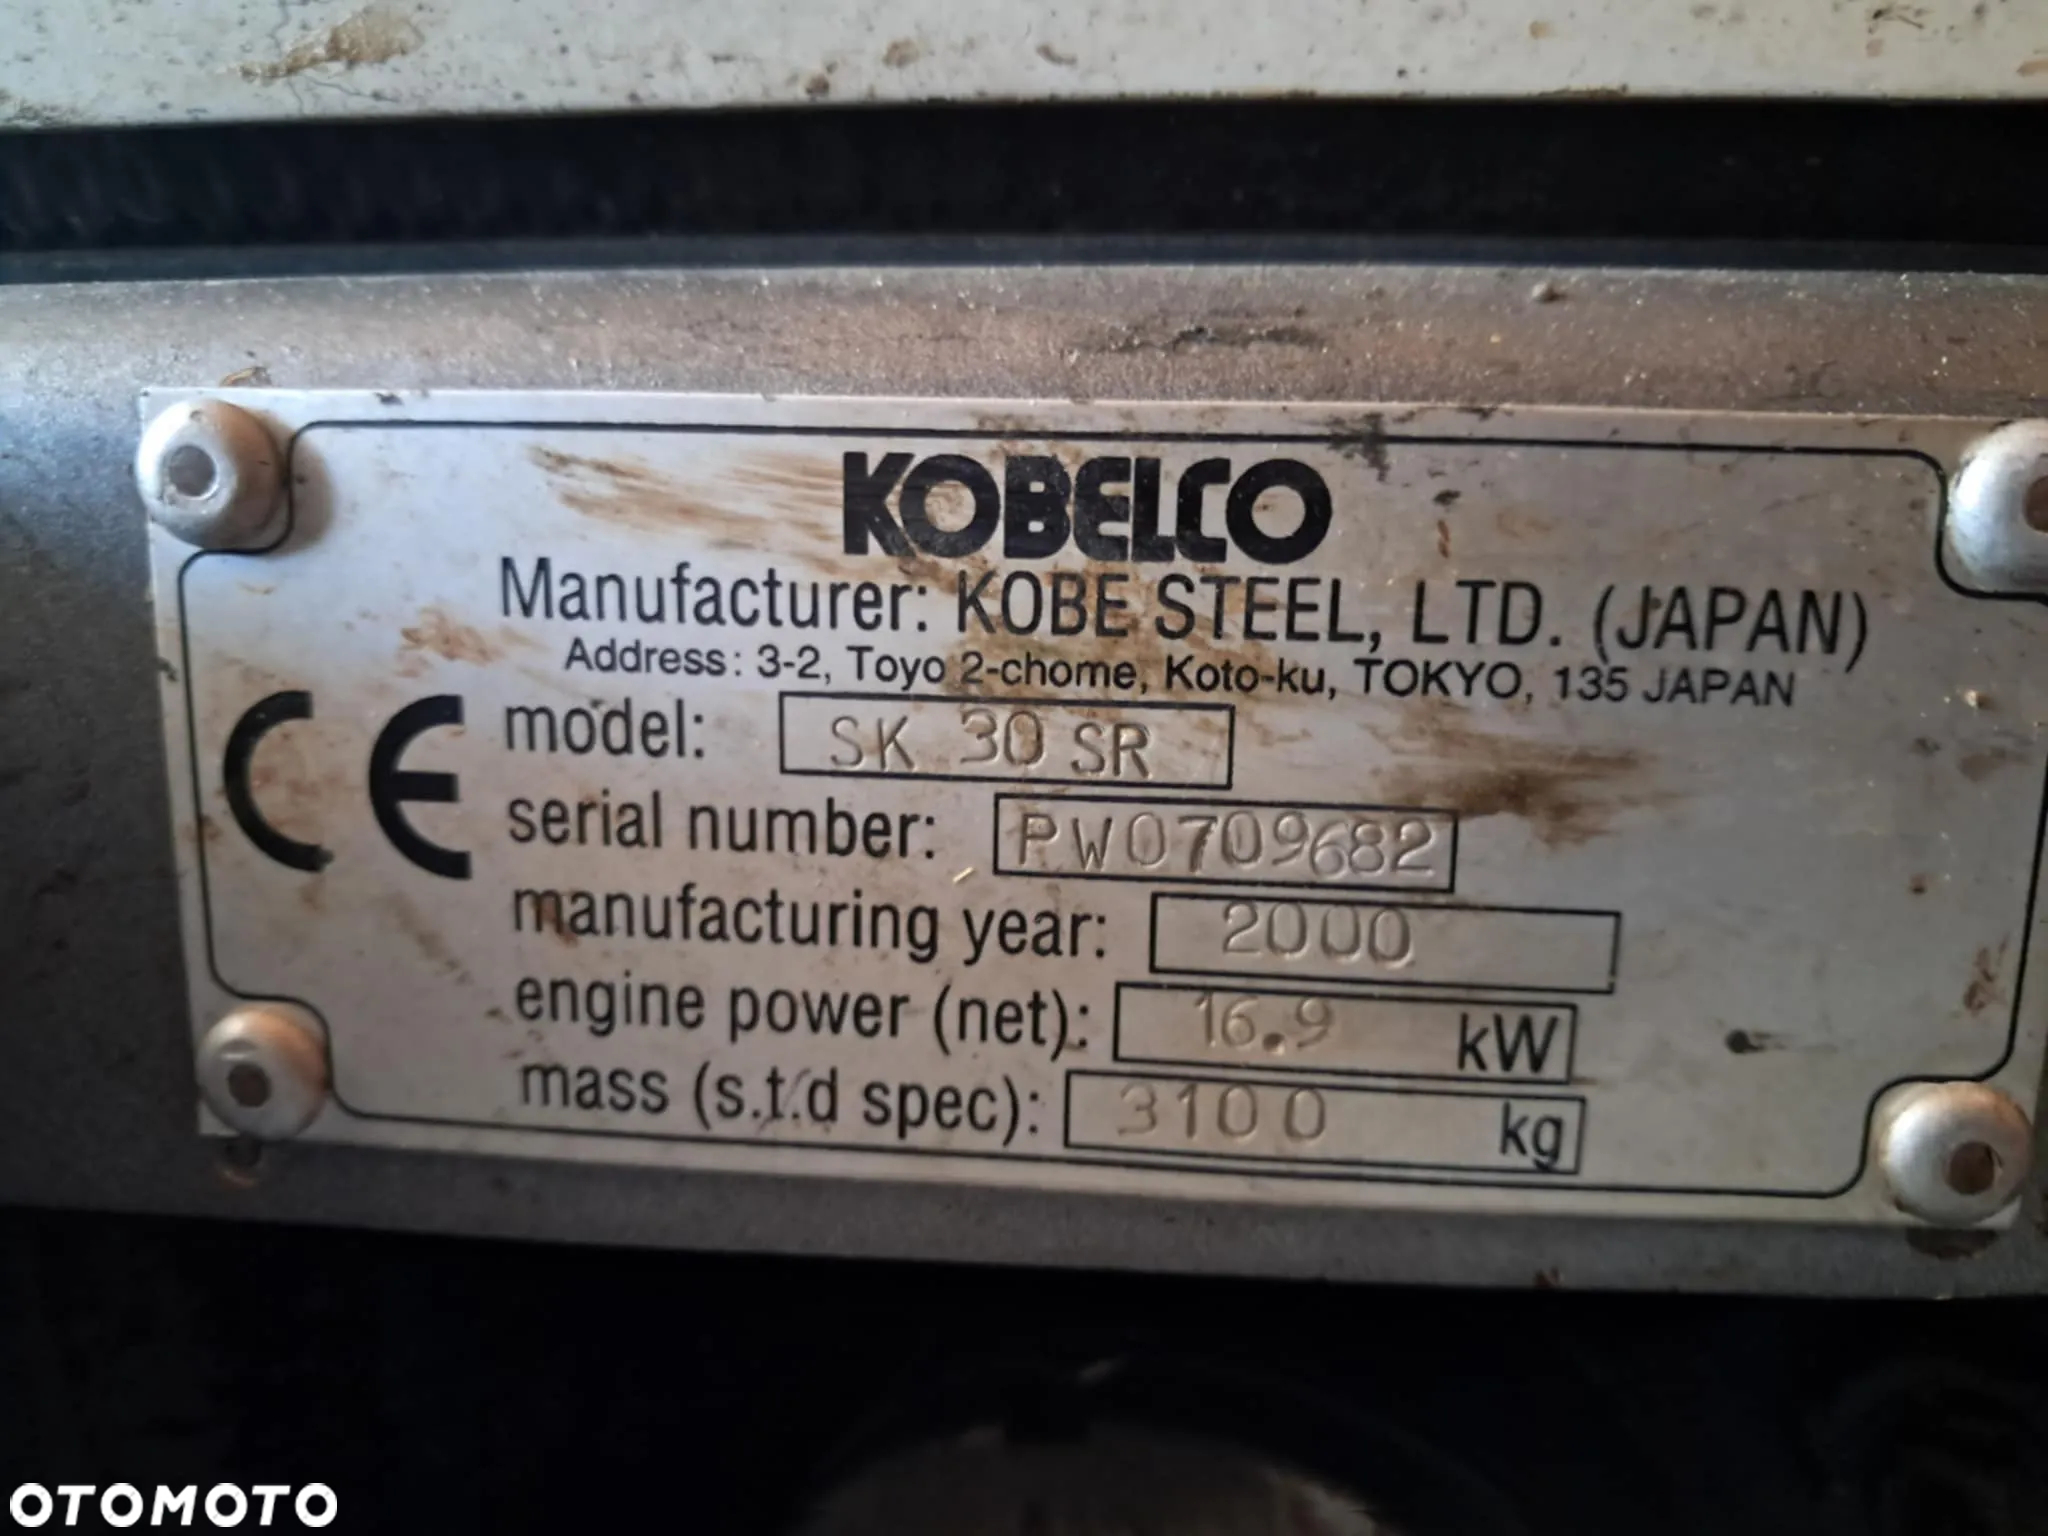 KOBELCO
Manufacturer: KOBE STEEL, LTD. (JAPAN)
Address: 3-2, Toyo 2-chome, Koto-ku, TOKYO, 135 JAPAN
CE
model: SK 30 SR
serial number: PW0709682
manufacturing year: 2000
engine power (net): 16.9 kW
mass (s.t.d spec): 3100 kg
OTOMOTO